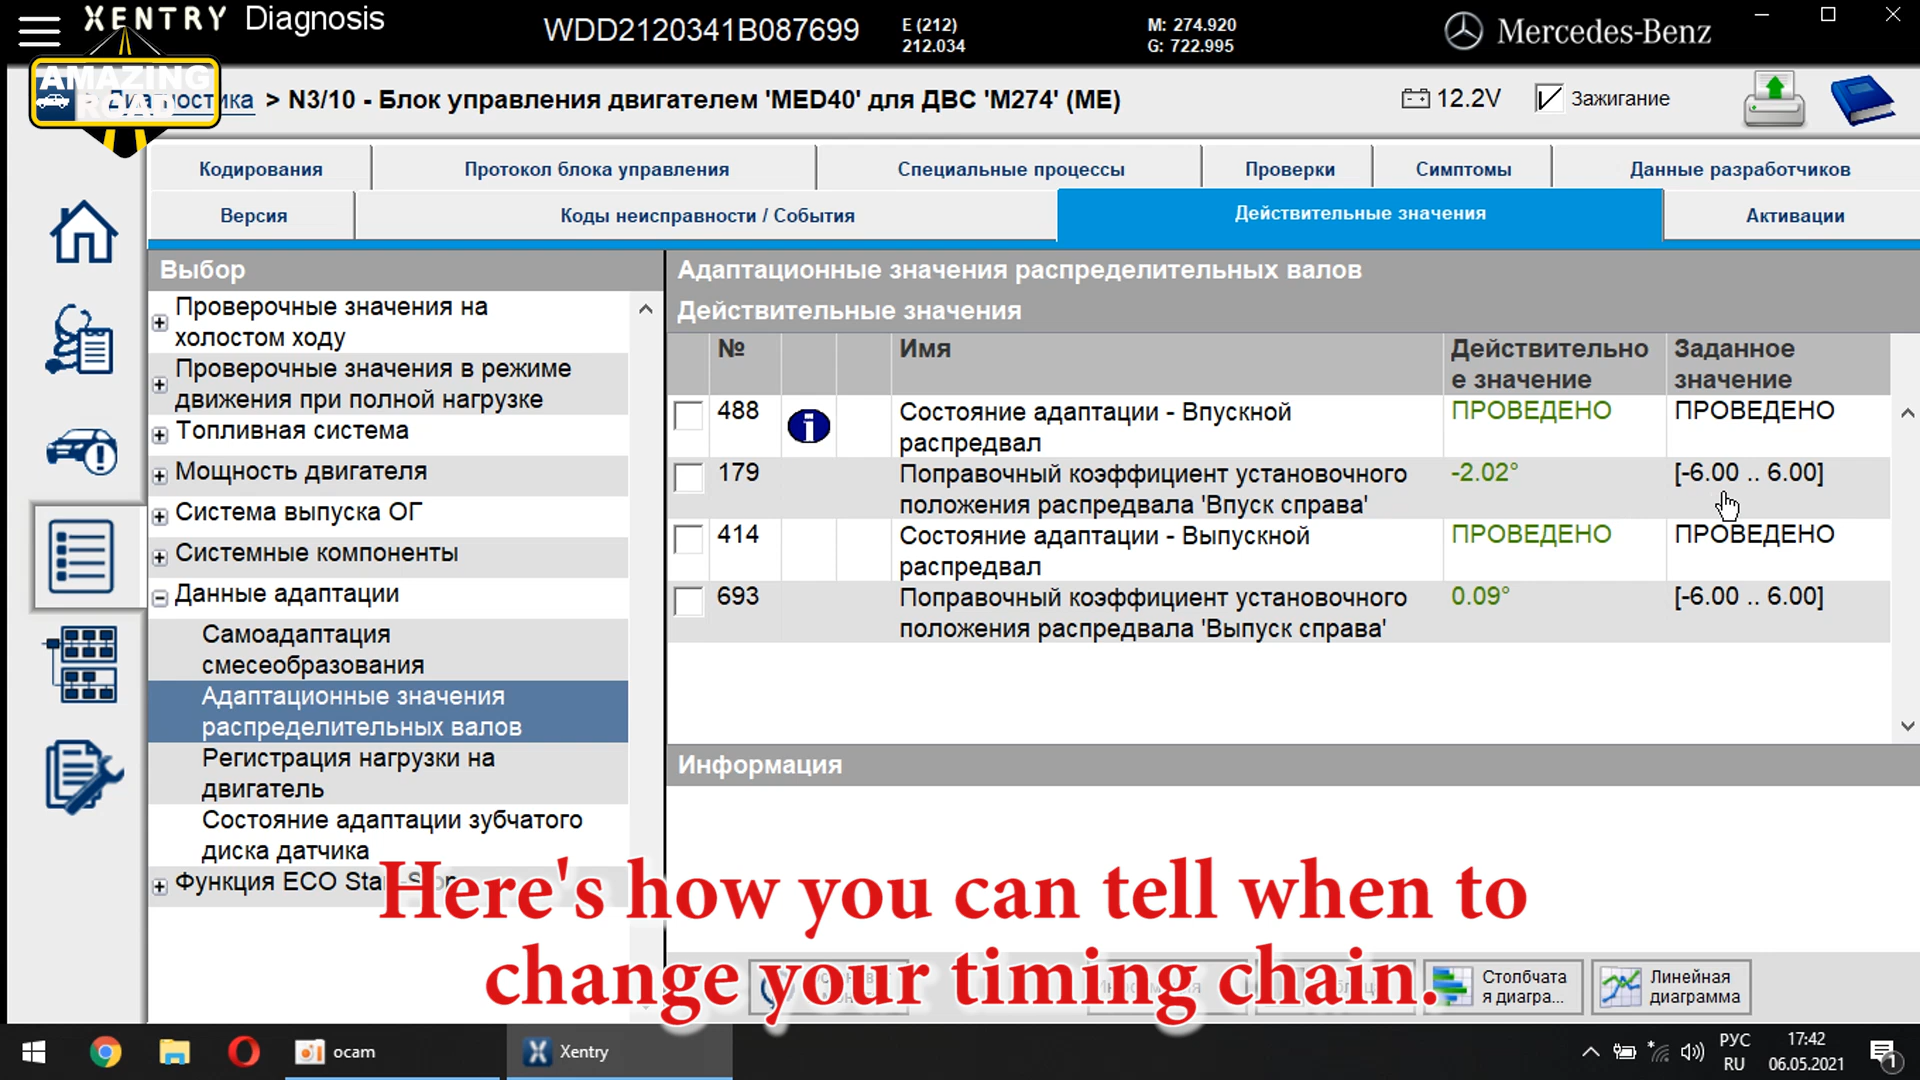 XENTRY Diagnosis
WDD2120341B087699
E (212)
212.034
M: 274.920
G: 722.995
Mercedes-Benz
AMAZING
ROAD
Диагностика > N3/10 - Блок управления двигателем 'MED40' для ДВС 'M274' (ME)
12.2V
Зажигание
Кодирования
Протокол блока управления
Специальные процессы
Проверки
Симптомы
Данные разработчиков
Версия
Коды неисправности / События
Действительные значения
Активации
Выбор
Проверочные значения на
холостом ходу
Проверочные значения в режиме
движения при полной нагрузке
Топливная система
Мощность двигателя
Система выпуска ОГ
Системные компоненты
Данные адаптации
Самоадаптация
смесеобразования
Адаптационные значения
распределительных валов
Регистрация нагрузки на
двигатель
Состояние адаптации зубчатого
диска датчика
Функция ECO
Адаптационные значения распределительных валов
Действительные значения
№ Имя Действительно Заданное
е значение значение
488 Состояние адаптации - Впускной ПРОВЕДЕНО ПРОВЕДЕНО
распредвал
179 Поправочный коэффициент установочного -2.02° [-6.00 .. 6.00]
положения распредвала 'Впуск справа'
414 Состояние адаптации - Выпускной ПРОВЕДЕНО ПРОВЕДЕНО
распредвал
693 Поправочный коэффициент установочного 0.09° [-6.00 .. 6.00]
положения распредвала 'Выпуск справа'
Информация
Here's how you can tell when to
change your timing chain.
Столбчата
я диагра...
Линейная
диаграмма
ocam
Xentry
РУС
RU
17:42
06.05.2021
1